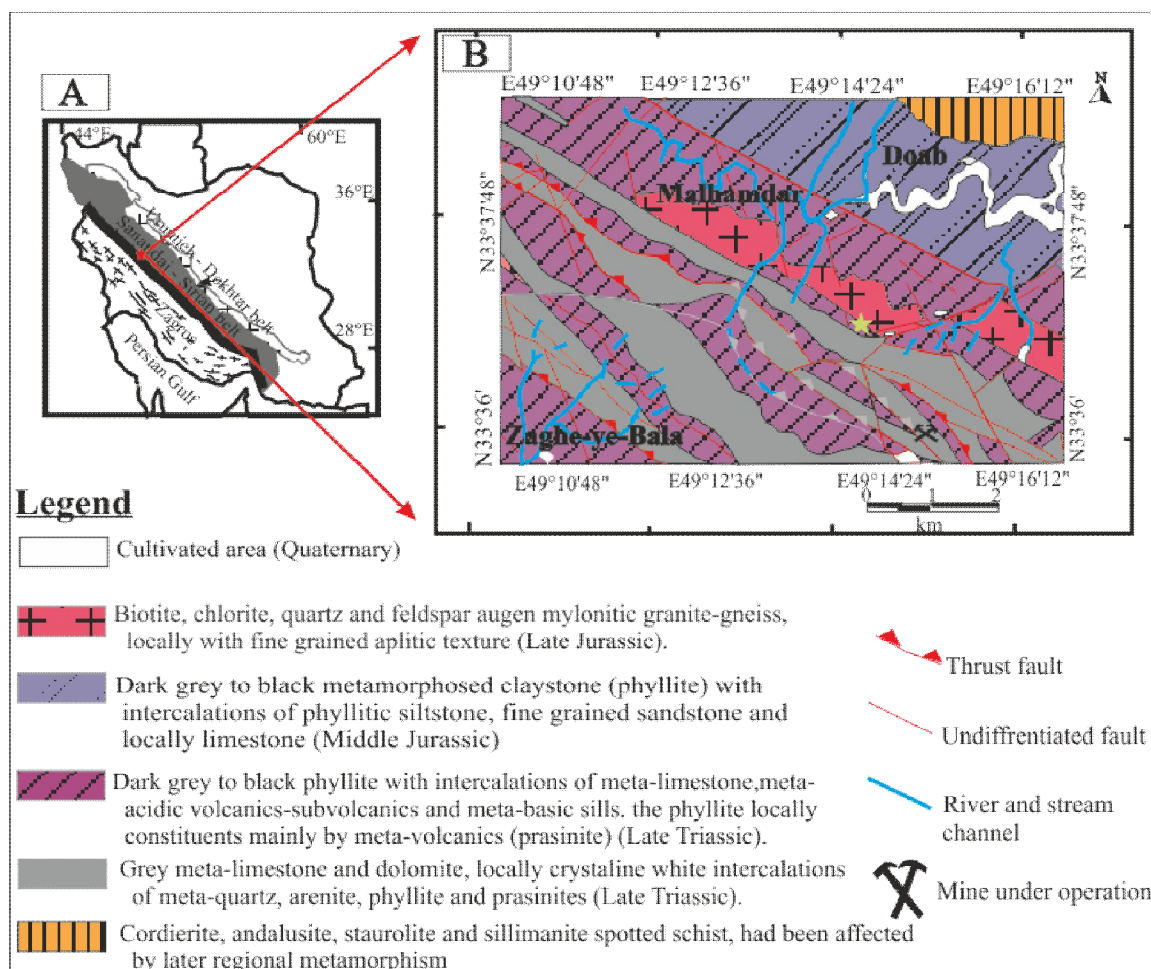 A
44°E
60°E
36°E
28°E
Zagros
Persian Gulf
B
N
E49°10'48"
E49°12'36"
E49°14'24"
E49°16'12"
Doab
Malhamdar
N33°37'48"
N33°37'48"
N33°36'
N33°36'
Zaghe-ye-Bala
E49°10'48"
E49°12'36"
E49°14'24"
E49°16'12"
0 1 2
km
Legend
Cultivated area (Quaternary)
Biotite, chlorite, quartz and feldspar augen mylonitic granite-gneiss,
locally with fine grained aplitic texture (Late Jurassic).
Dark grey to black metamorphosed claystone (phyllite) with
intercalations of phyllitic siltstone, fine grained sandstone and
locally limestone (Middle Jurassic)
Dark grey to black phyllite with intercalations of meta-limestone,meta-
acidic volcanics-subvolcanics and meta-basic sills. the phyllite locally
constituents mainly by meta-volcanics (prasinite) (Late Triassic).
Grey meta-limestone and dolomite, locally crystaline white intercalations
of meta-quartz, arenite, phyllite and prasinites (Late Triassic).
Cordierite, andalusite, staurolite and sillimanite spotted schist, had been affected
by later regional metamorphism
Thrust fault
Undiffrentiated fault
River and stream
channel
Mine under operation